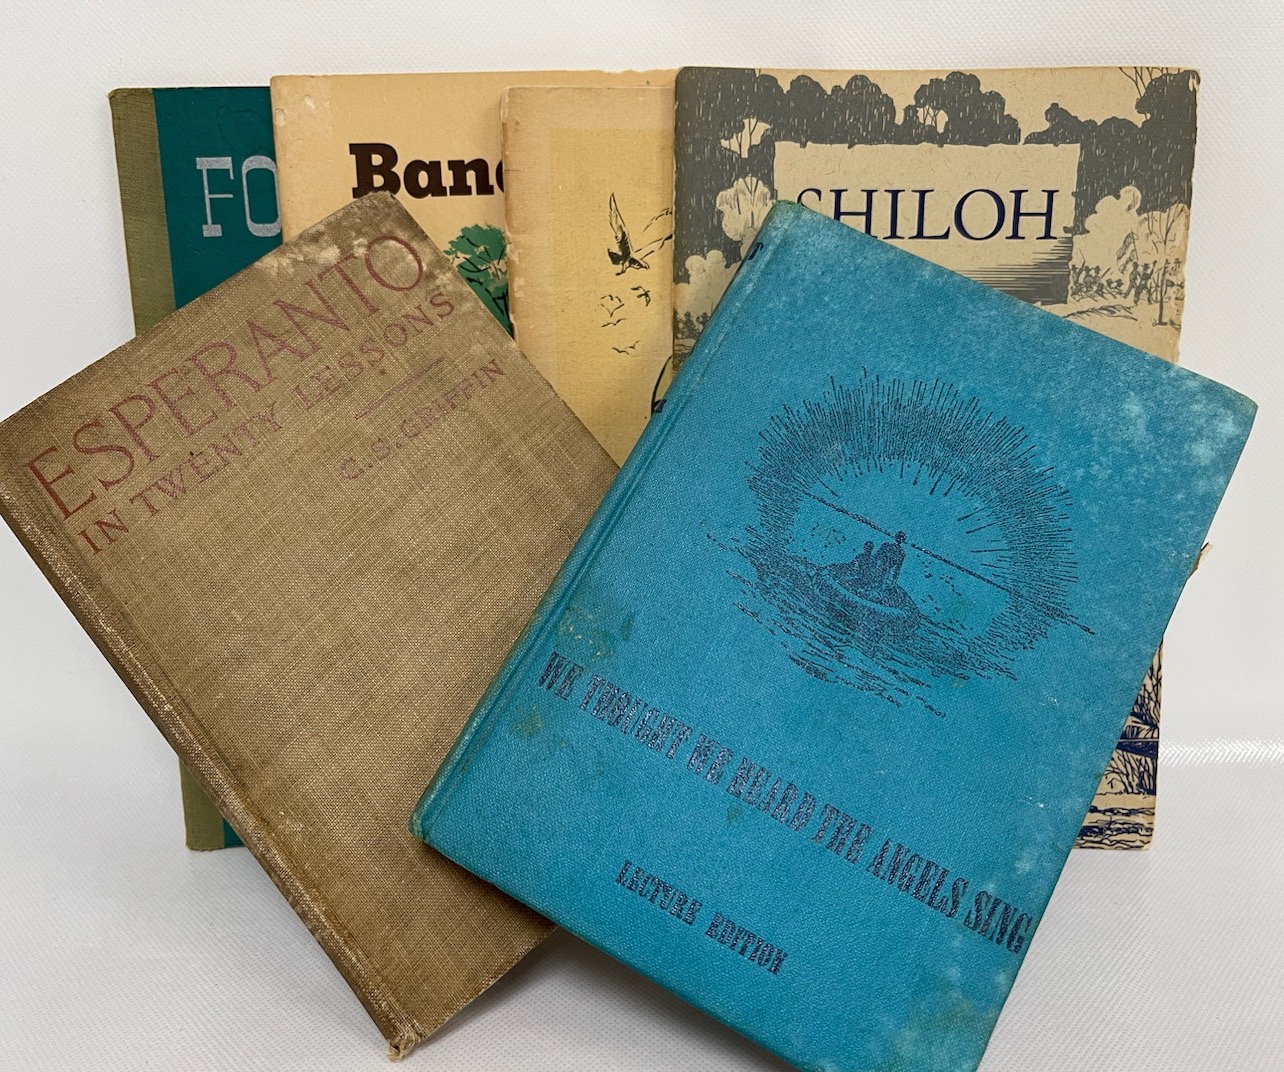 FO
Ban
SHILOH
ESPERANTO
IN TWENTY LESSONS
C.S. GRIFFIN
WE THOUGHT WE HEARD THE ANGELS SING
LECTURE EDITION